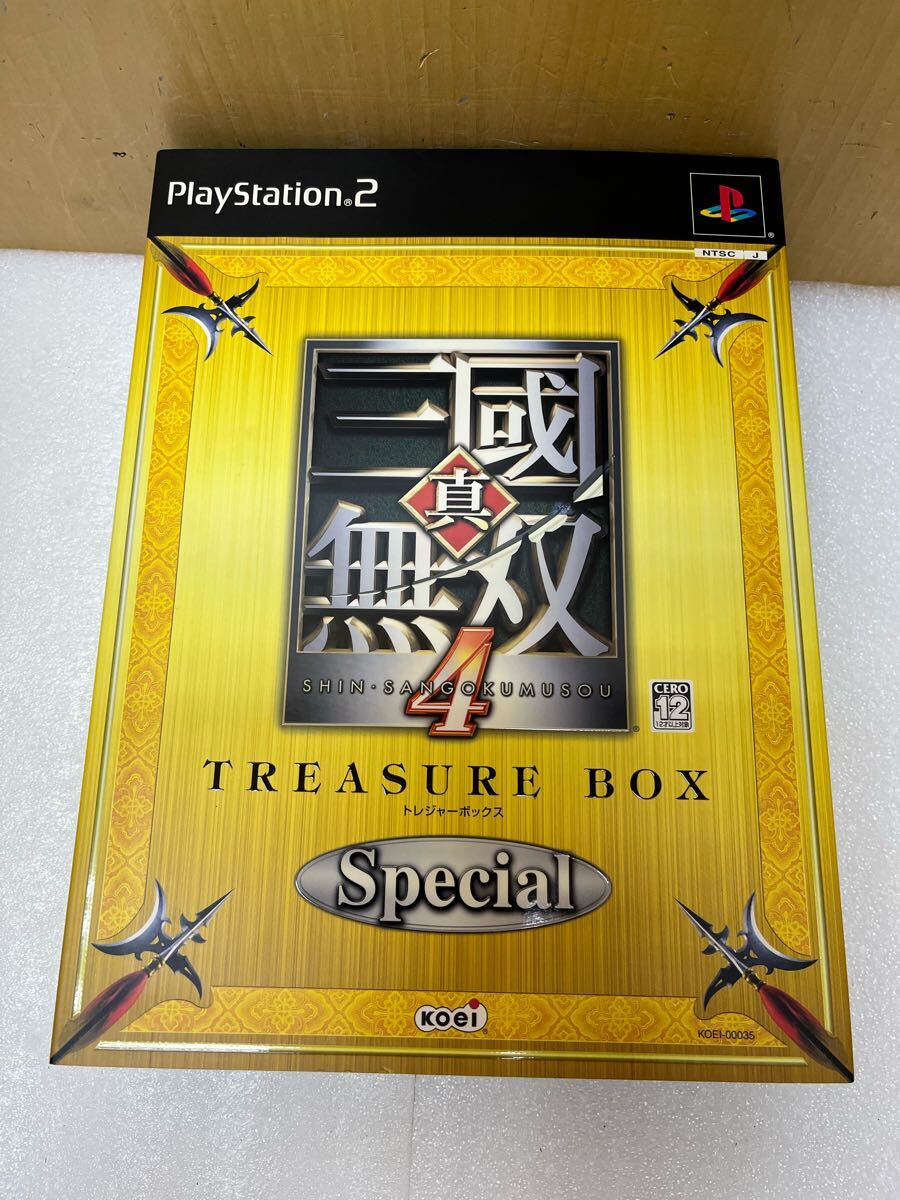 PlayStation®2
®
NTSC J
三國
真
無双
4
SHIN・SANGOKUMUSOU
®
CERO
12
12才以上対象
TREASURE BOX
トレジャーボックス
Special
KOEI®
KOEI-00035